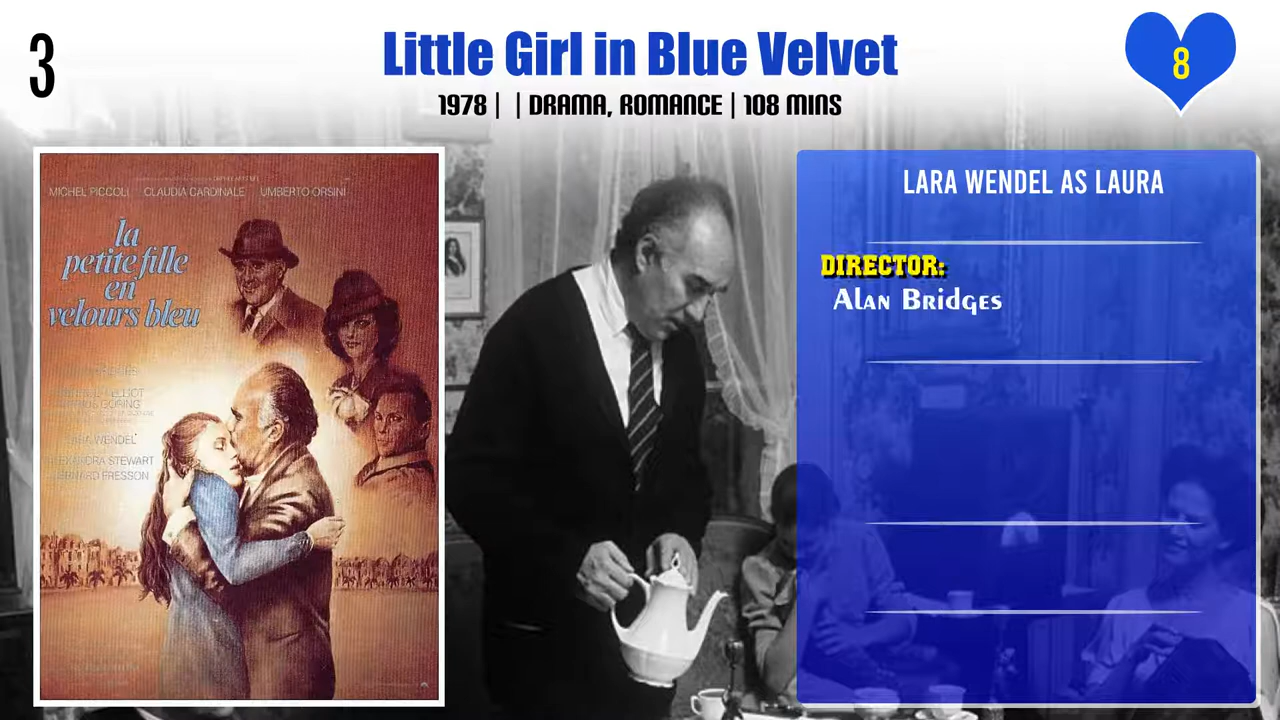 3
Little Girl in Blue Velvet
8
1978 | | DRAMA, ROMANCE | 108 MINS
MICHEL PICCOLI CLAUDIA CARDINALE UMBERTO ORSINI
la
petite fille
en
velours bleu
LARA WENDEL
ALEXANDRA STEWART
BERNARD FRESSON
LARA WENDEL AS LAURA
DIRECTOR:
Alan Bridges